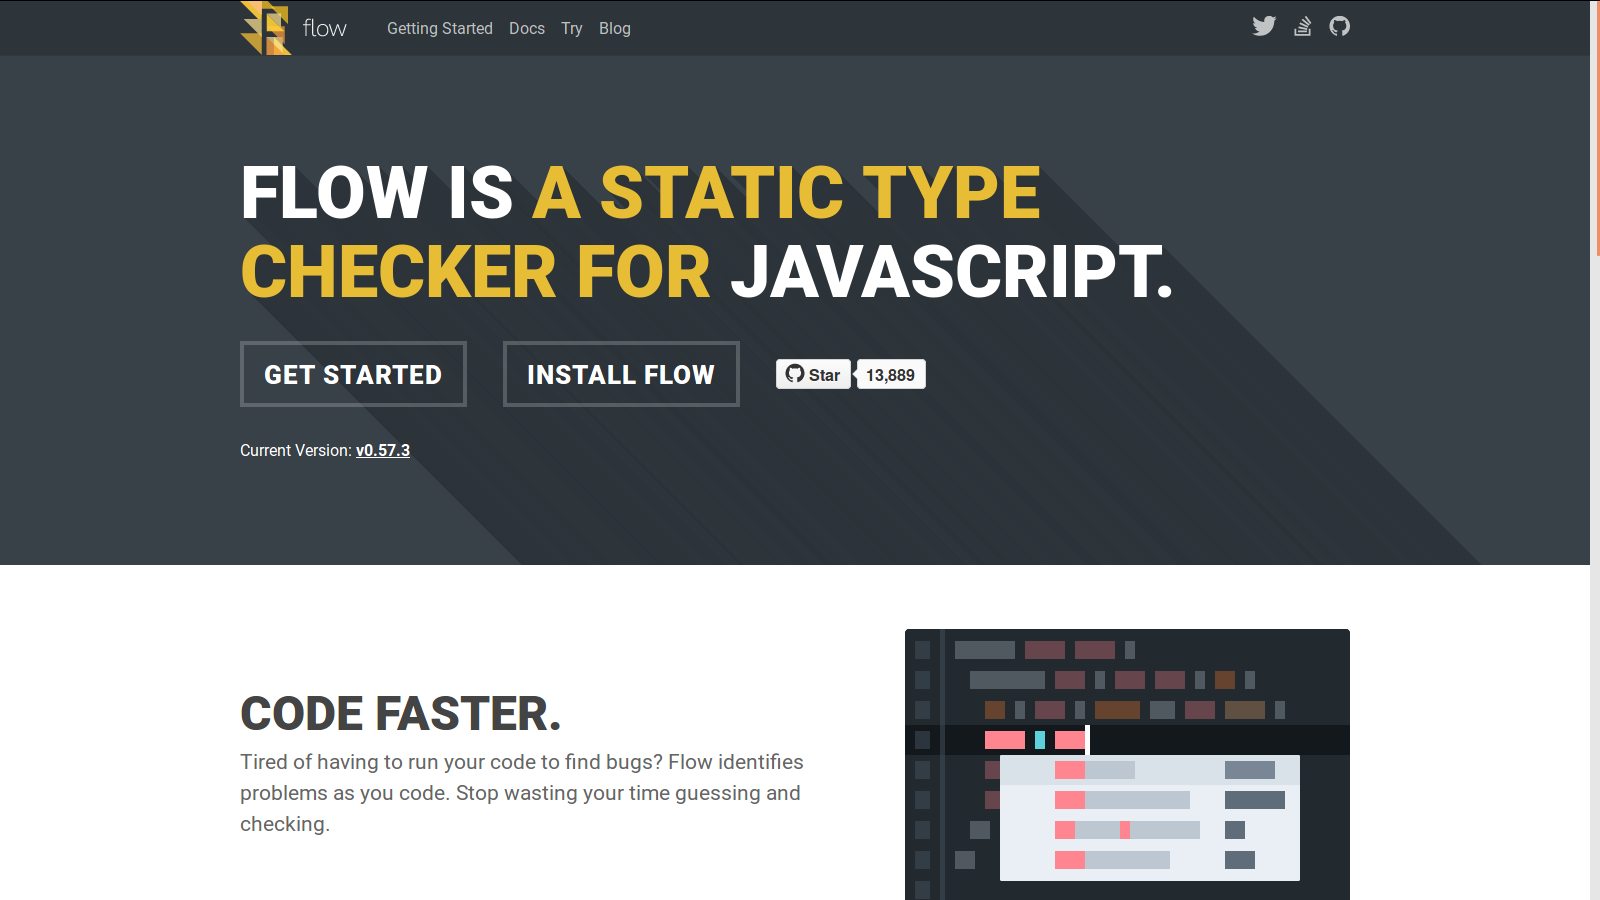 flow
Getting Started Docs Try Blog
FLOW IS A STATIC TYPE
CHECKER FOR JAVASCRIPT.
GET STARTED
INSTALL FLOW
Star
13,889
Current Version: v0.57.3
CODE FASTER.
Tired of having to run your code to find bugs? Flow identifies
problems as you code. Stop wasting your time guessing and
checking.